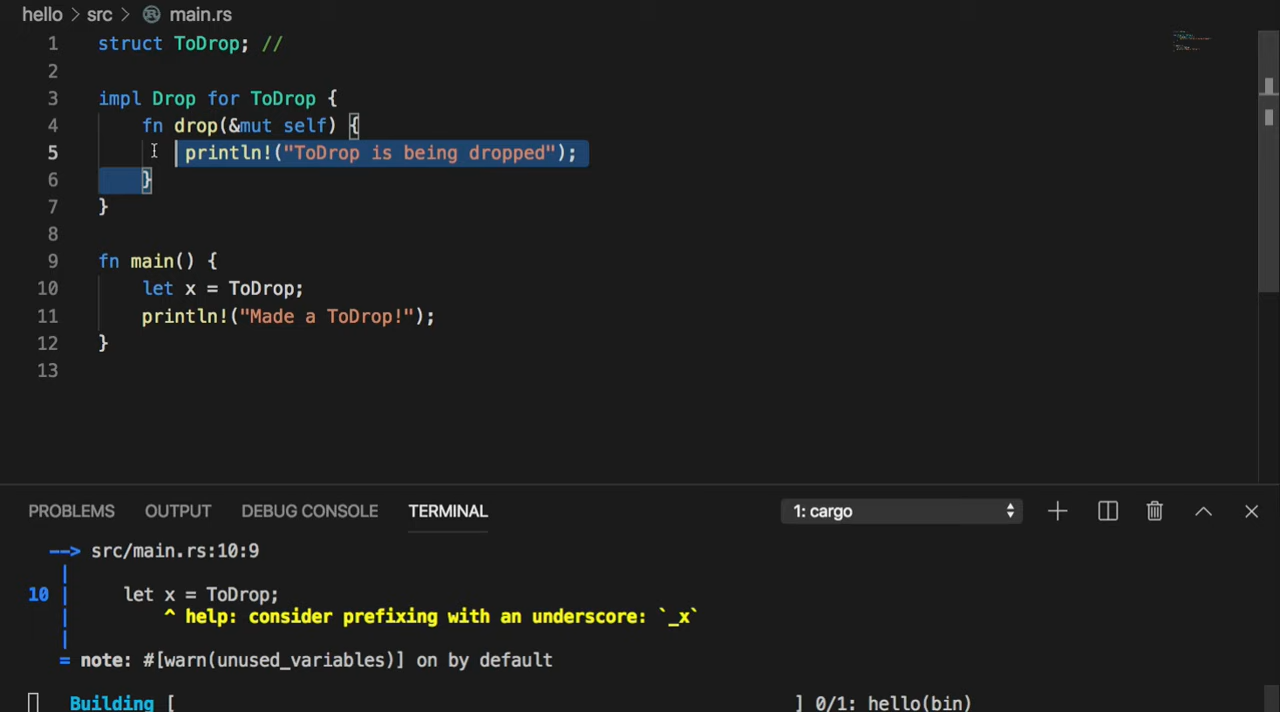 hello > src > main.rs
1 struct ToDrop; //
2
3 impl Drop for ToDrop {
4 fn drop(&mut self) {
5 println!("ToDrop is being dropped");
6 }
7 }
8
9 fn main() {
10 let x = ToDrop;
11 println!("Made a ToDrop!");
12 }
13
PROBLEMS OUTPUT DEBUG CONSOLE TERMINAL 1: cargo
--> src/main.rs:10:9
|
10 | let x = ToDrop;
| ^ help: consider prefixing with an underscore: `_x`
|
= note: #[warn(unused_variables)] on by default
Building [ ] 0/1: hello(bin)